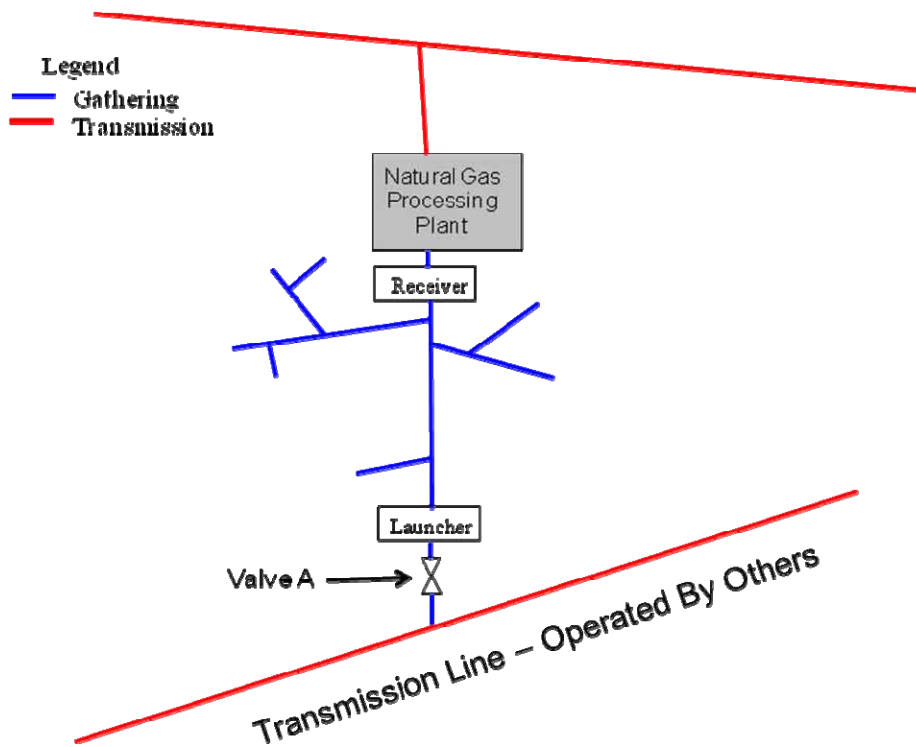 Legend
Gathering
Transmission
Natural Gas
Processing
Plant
Receiver
Launcher
Valve A
Transmission Line – Operated By Others